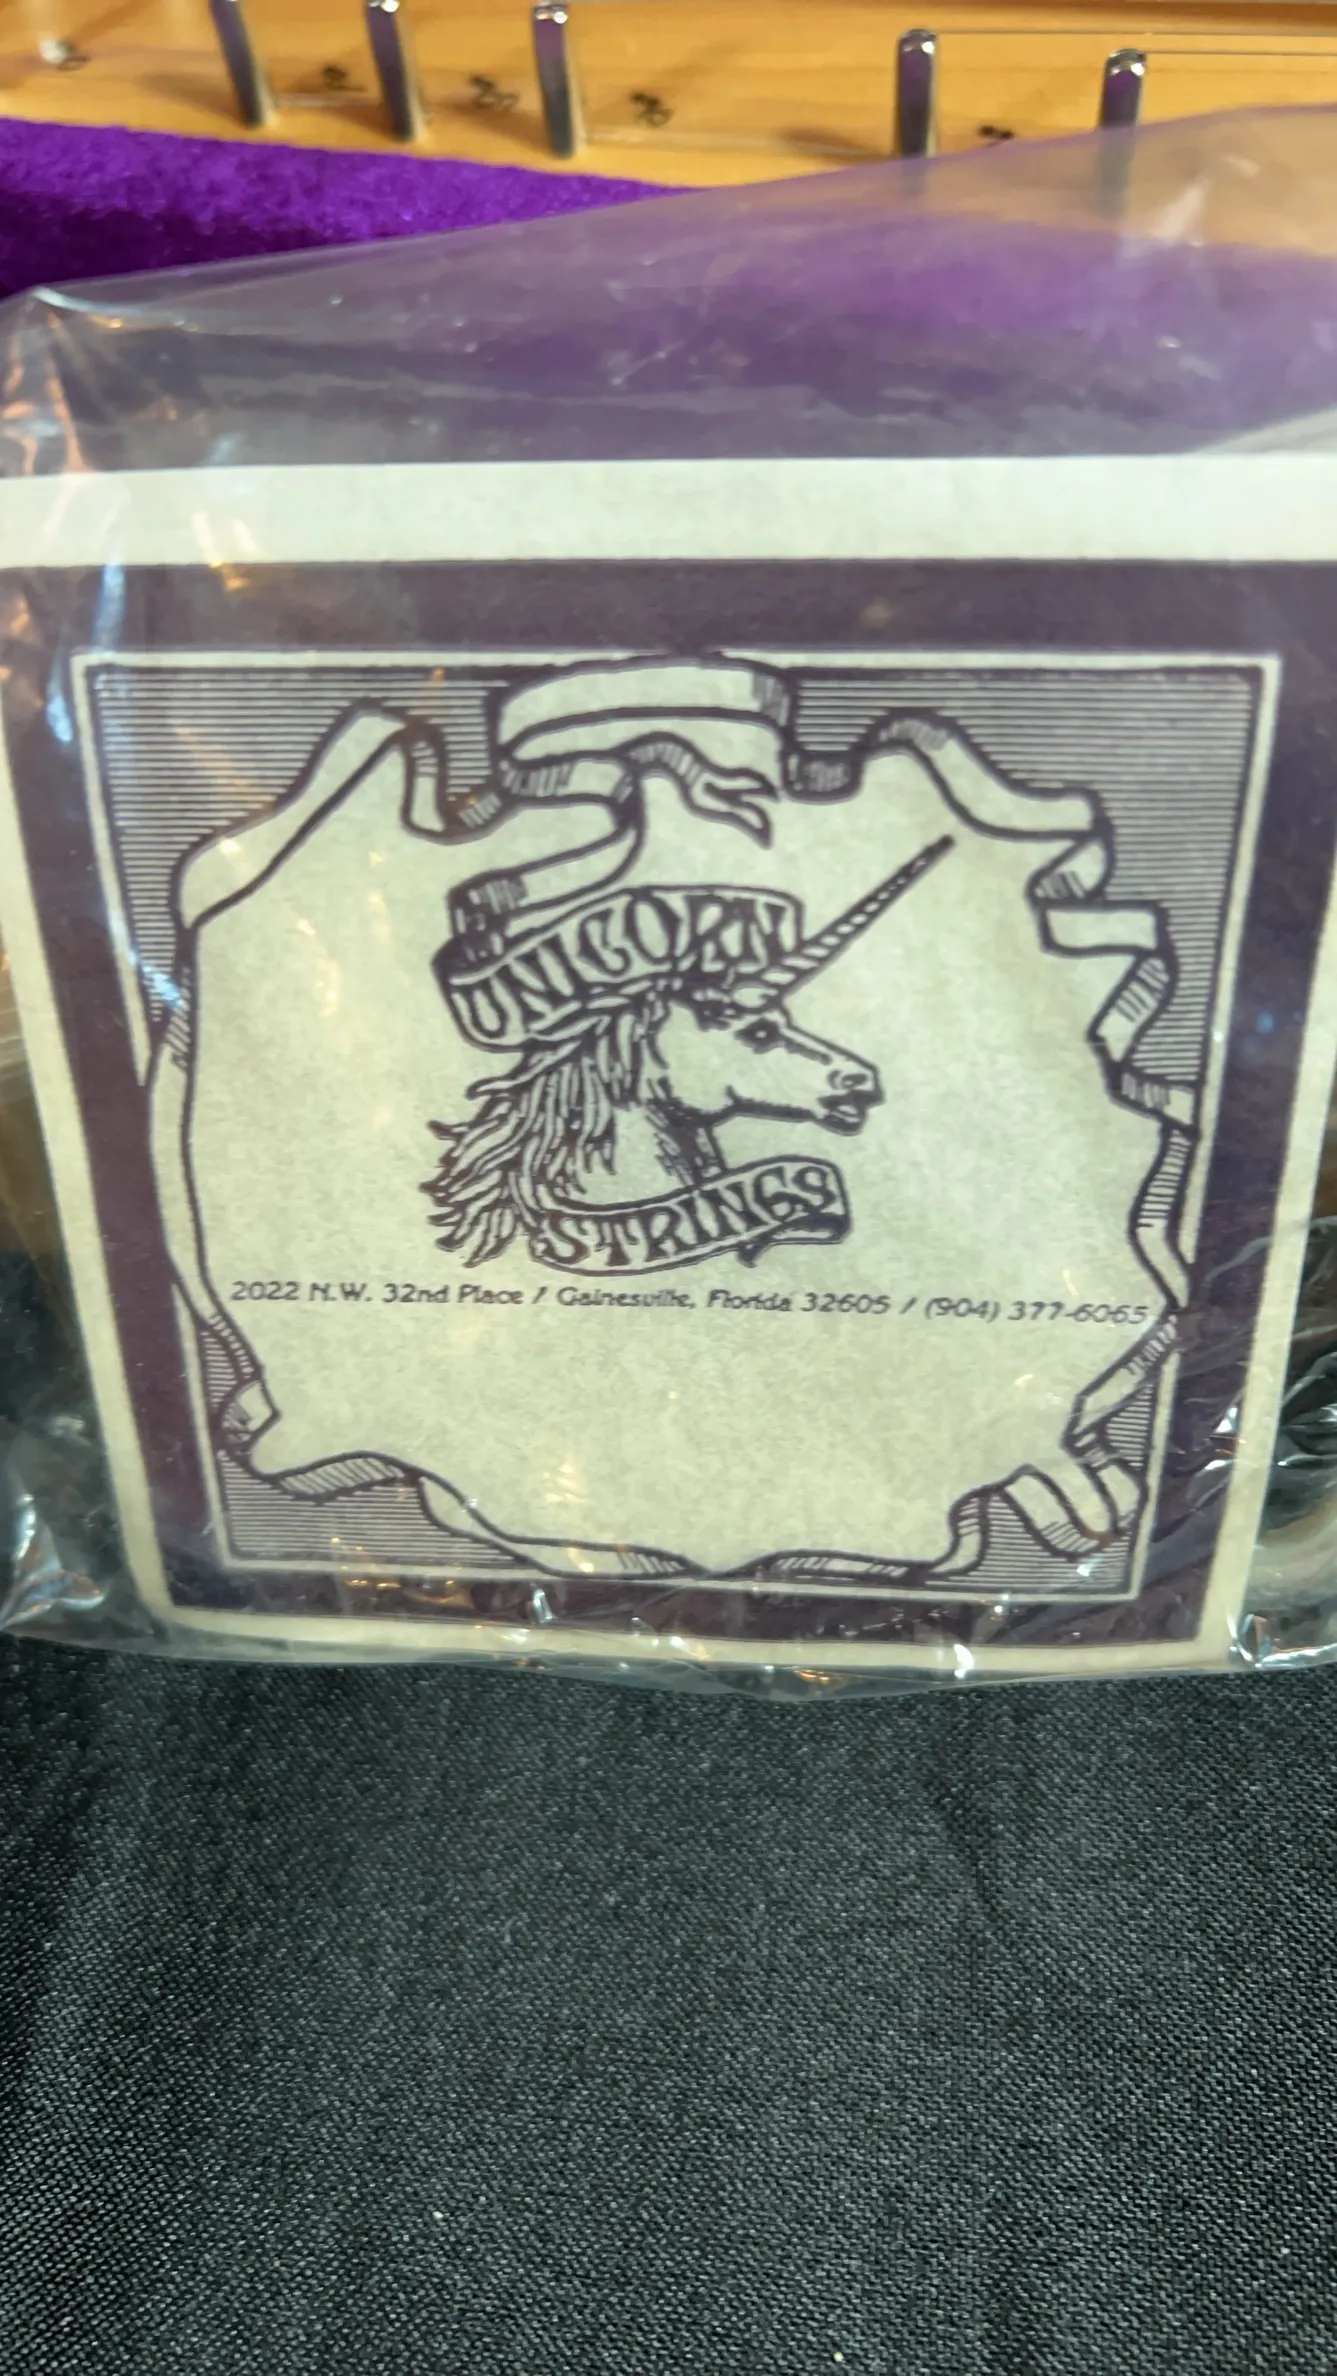 UNICORN
STRINGS
2022 N.W. 32nd Place / Gainesville, Florida 32605 / (904) 377-6065